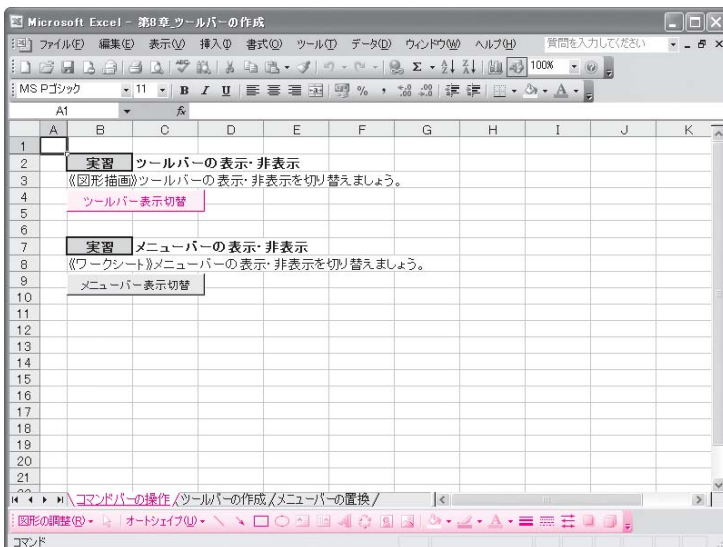 Microsoft Excel - 第8章_ツールバーの作成
ファイル(F) 編集(E) 表示(V) 挿入(I) 書式(O) ツール(T) データ(D) ウィンドウ(W) ヘルプ(H) 質問を入力してください
100%
MS Pゴシック 11 B I U % ,
A1 fx
A B C D E F G H I J K
1
2 実習 ツールバーの表示・非表示
3 《図形描画》ツールバーの表示・非表示を切り替えましょう。
4 ツールバー表示切替
5
6
7 実習 メニューバーの表示・非表示
8 《ワークシート》メニューバーの表示・非表示を切り替えましょう。
9 メニューバー表示切替
10
11
12
13
14
15
16
17
18
19
20
21
コマンドバーの操作 / ツールバーの作成 / メニューバーの置換 /
図形の調整(R) オートシェイプ(U)
コマンド